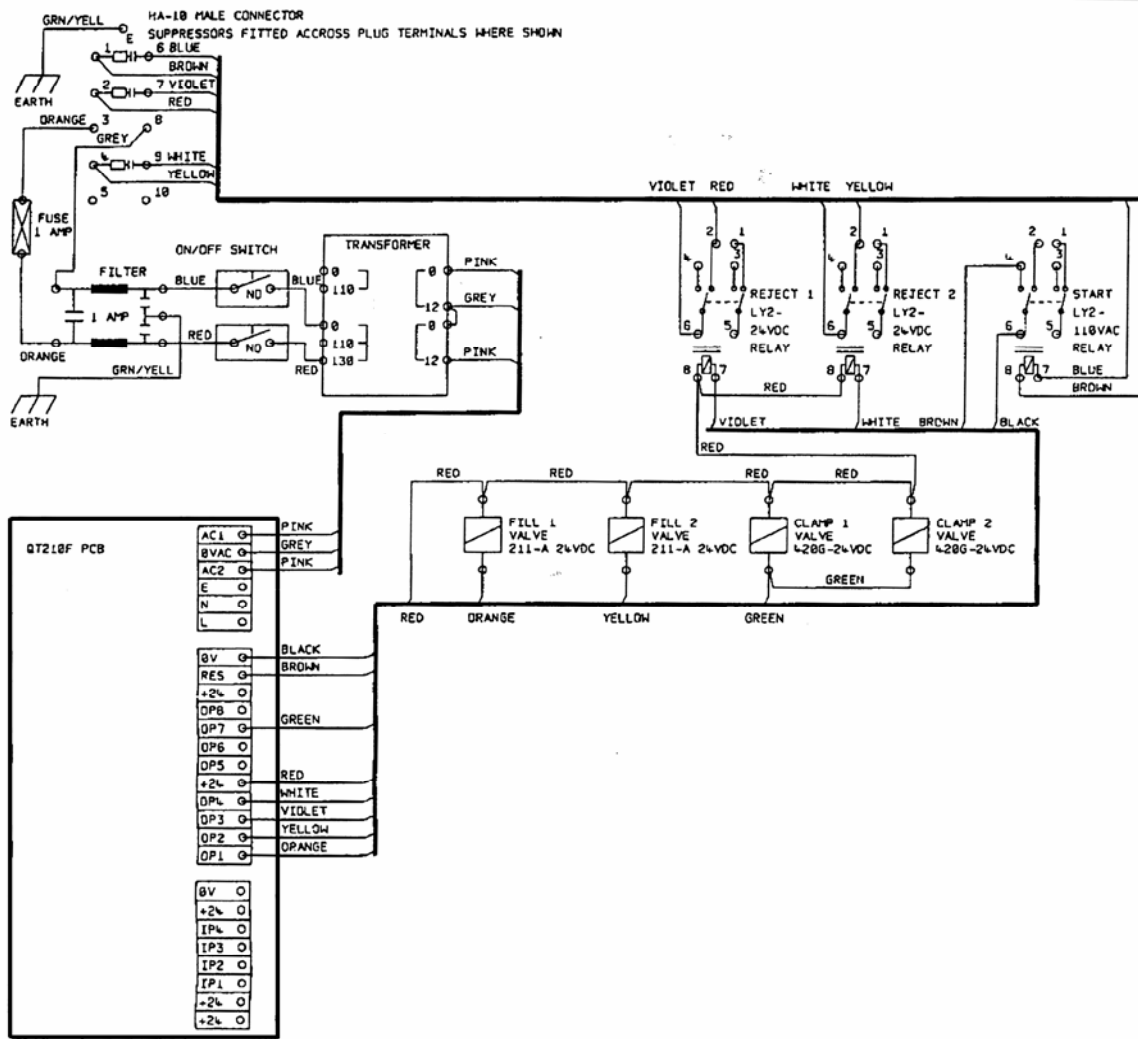 HA-10 MALE CONNECTOR
SUPPRESSORS FITTED ACCROSS PLUG TERMINALS WHERE SHOWN
GRN/YELL
E
EARTH
1 6 BLUE
BROWN
2 7 VIOLET
RED
ORANGE 3 8
GREY
4 9 WHITE
YELLOW
5 10
FUSE
1 AMP
FILTER
1 AMP
ORANGE
GRN/YELL
EARTH
ON/OFF SWITCH
BLUE
NO
BLUE
RED
NO
RED
TRANSFORMER
0
110
0
110
130
0
12
0
12
PINK
GREY
PINK
VIOLET RED
WHITE YELLOW
2 1
4 3
6 5
8 7
REJECT 1
LY2-
24VDC
RELAY
2 1
4 3
6 5
8 7
REJECT 2
LY2-
24VDC
RELAY
2 1
4 3
6 5
8 7
START
LY2-
110VAC
RELAY
BLUE
BROWN
RED
VIOLET
WHITE
BROWN
BLACK
RED
RED
RED
RED
RED
FILL 1
VALVE
211-A 24VDC
FILL 2
VALVE
211-A 24VDC
CLAMP 1
VALVE
420G-24VDC
CLAMP 2
VALVE
420G-24VDC
GREEN
RED
ORANGE
YELLOW
GREEN
QT210F PCB
AC1 PINK
0VAC GREY
AC2 PINK
E
N
L
0V BLACK
RES BROWN
+24
OP8
OP7 GREEN
OP6
OP5
+24 RED
OP4 WHITE
OP3 VIOLET
OP2 YELLOW
OP1 ORANGE
0V
+24
IP4
IP3
IP2
IP1
+24
+24